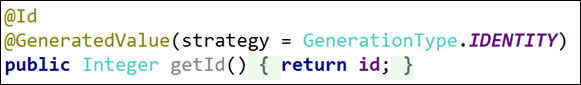 @Id
@GeneratedValue(strategy = GenerationType.IDENTITY)
public Integer getId() { return id; }